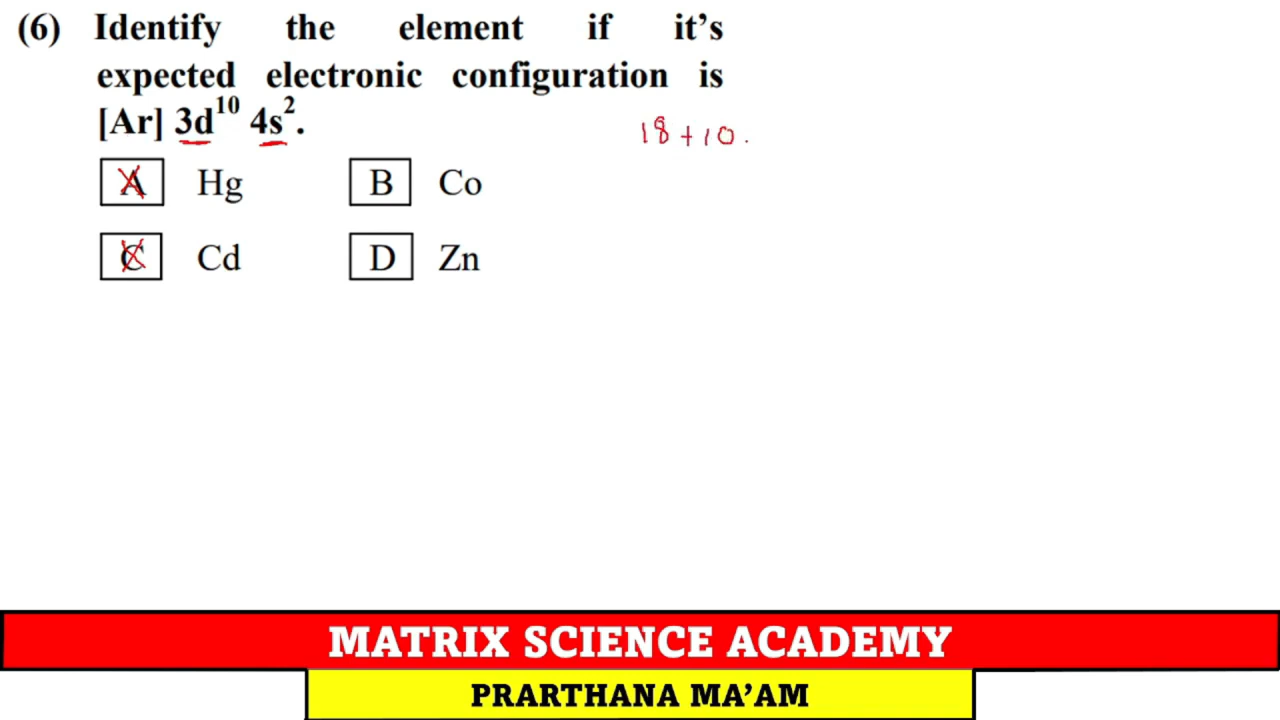 (6) Identify the element if it's
expected electronic configuration is
[Ar] 3d¹⁰ 4s².
18 + 10.
A Hg B Co
C Cd D Zn
MATRIX SCIENCE ACADEMY
PRARTHANA MA'AM